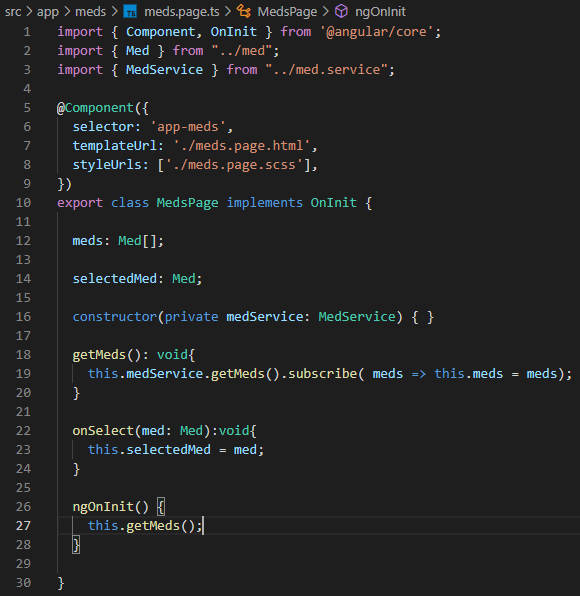 src > app > meds > TS meds.page.ts > MedsPage > ngOnInit
1 import { Component, OnInit } from '@angular/core';
2 import { Med } from "../med";
3 import { MedService } from "../med.service";
4
5 @Component({
6   selector: 'app-meds',
7   templateUrl: './meds.page.html',
8   styleUrls: ['./meds.page.scss'],
9 })
10 export class MedsPage implements OnInit {
11
12   meds: Med[];
13
14   selectedMed: Med;
15
16   constructor(private medService: MedService) { }
17
18   getMeds(): void{
19     this.medService.getMeds().subscribe( meds => this.meds = meds);
20   }
21
22   onSelect(med: Med):void{
23     this.selectedMed = med;
24   }
25
26   ngOnInit() {
27     this.getMeds();
28   }
29
30 }